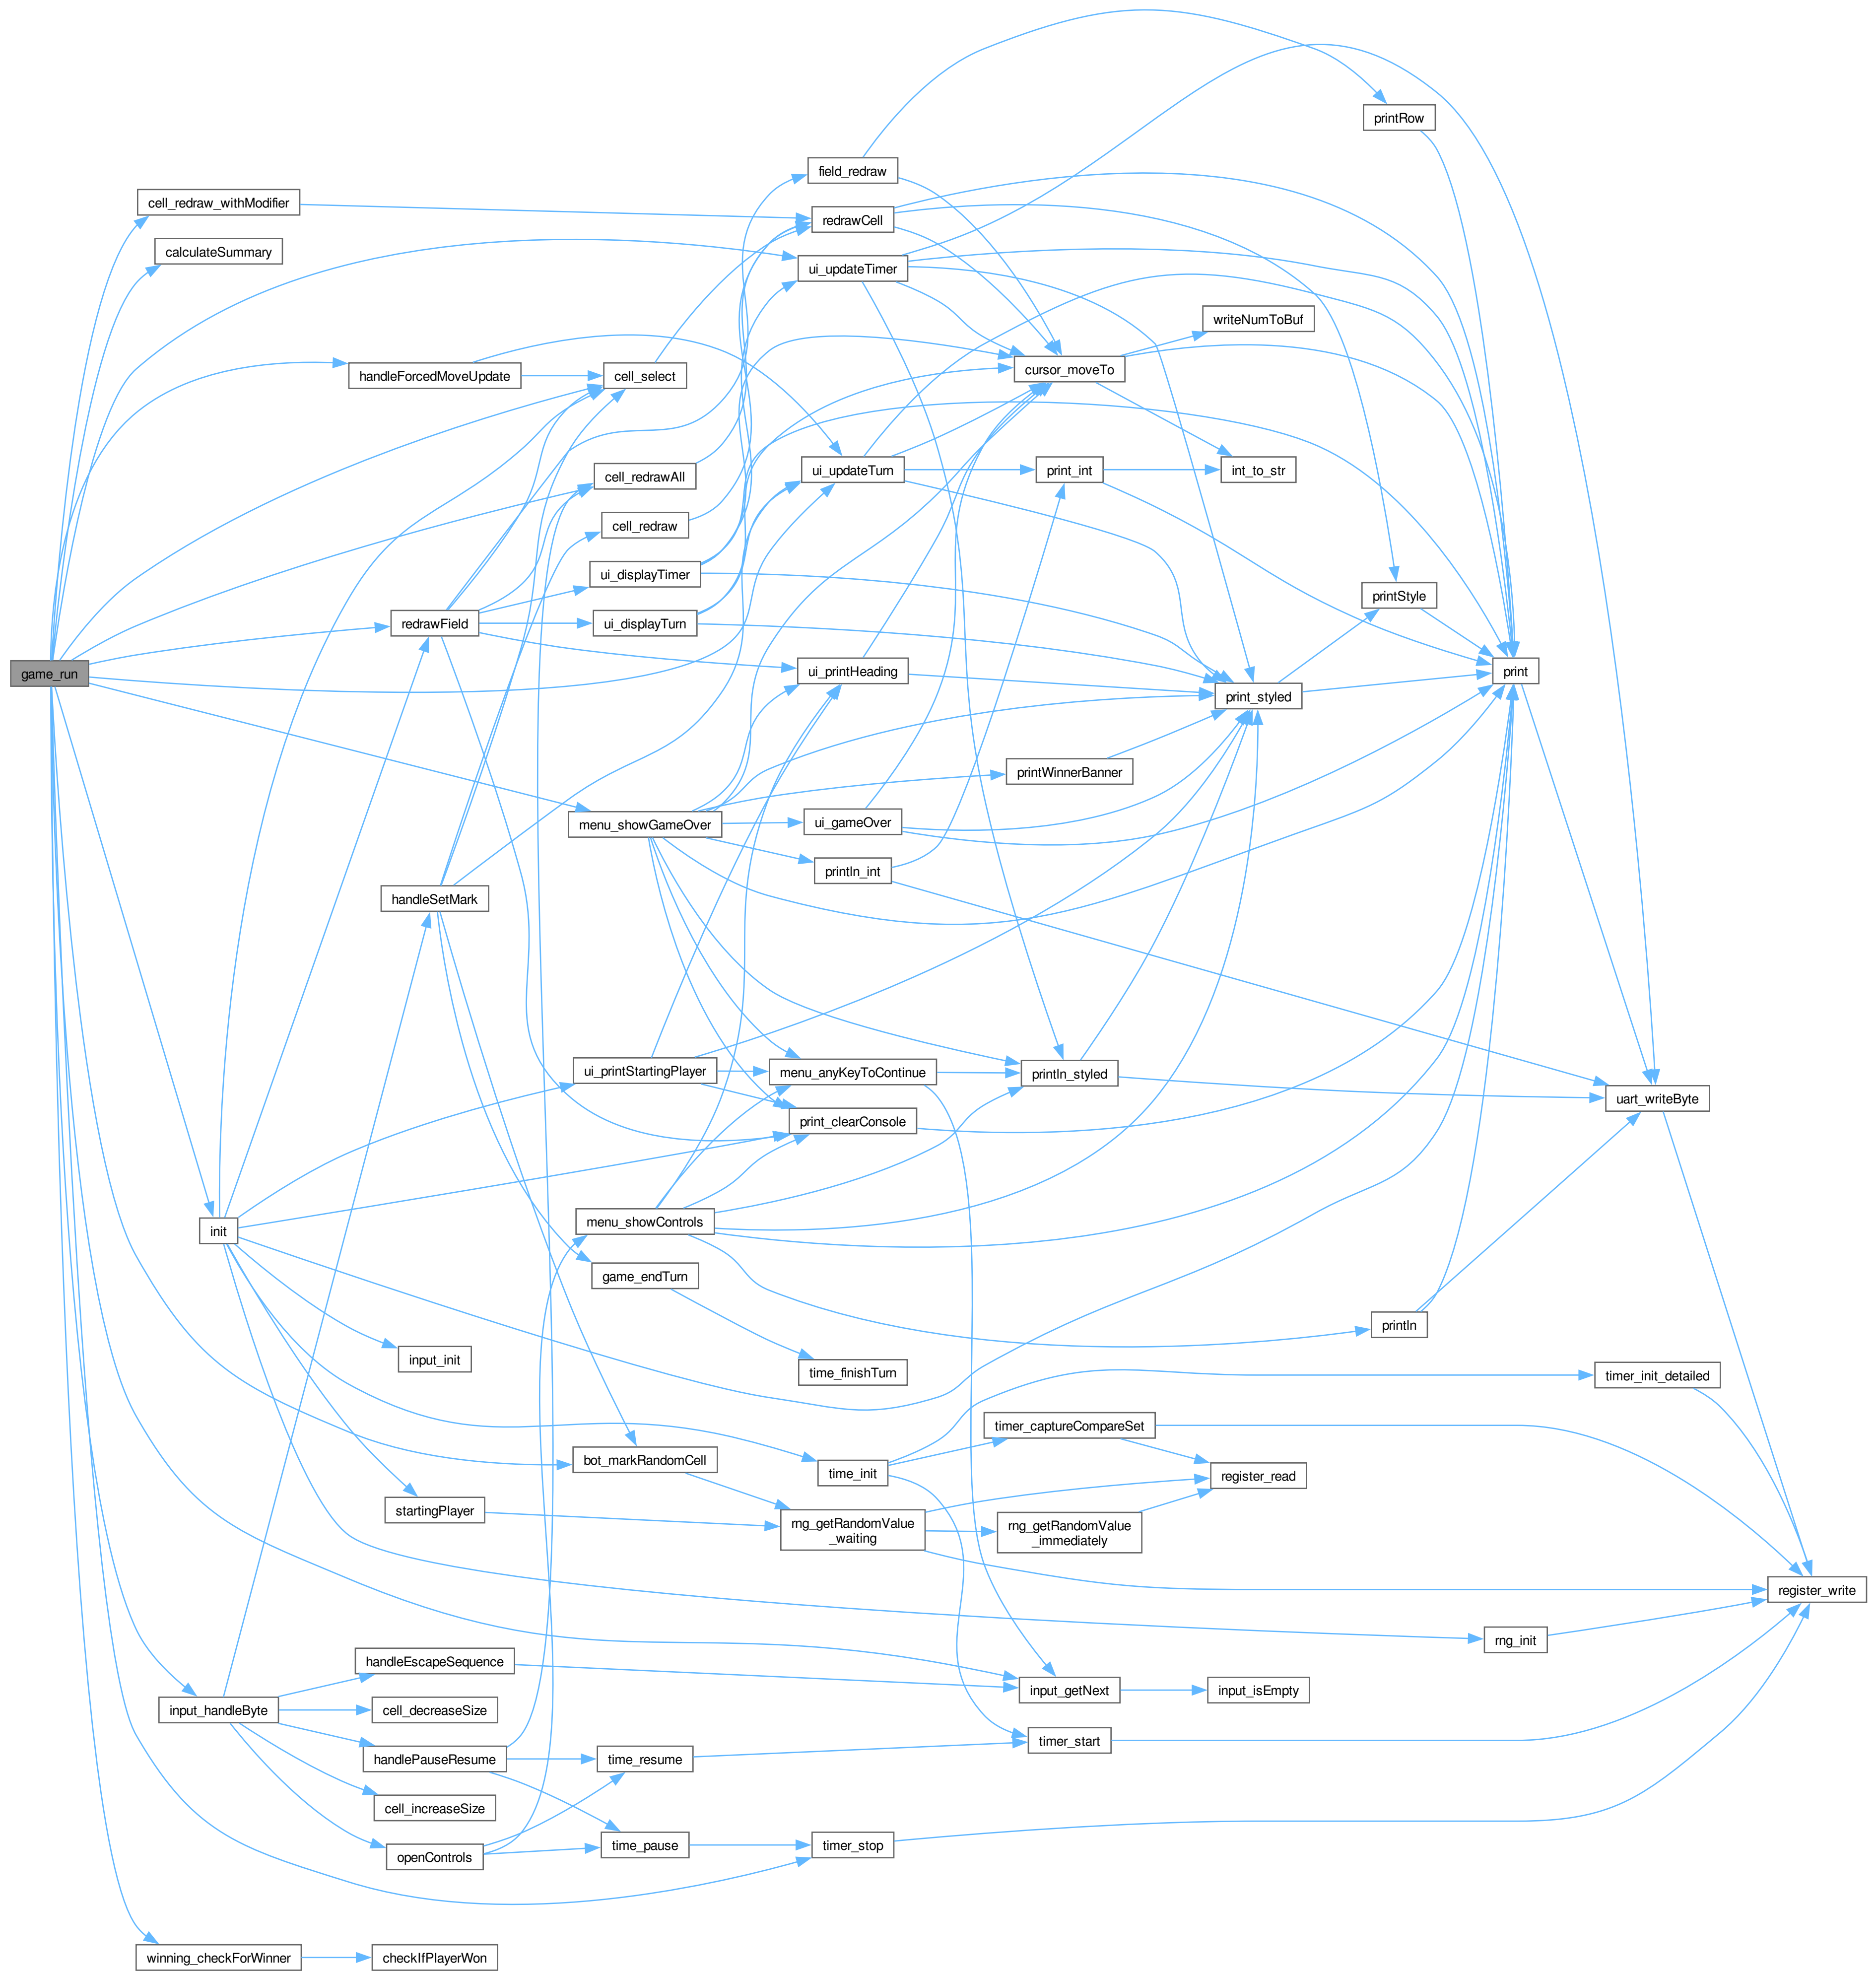 printRow
field_redraw
cell_redraw_withModifier
redrawCell
calculateSummary
ui_updateTimer
writeNumToBuf
handleForcedMoveUpdate
cell_select
cursor_moveTo
cell_redrawAll
ui_updateTurn
print_int
int_to_str
cell_redraw
ui_displayTimer
printStyle
redrawField
ui_displayTurn
game_run
ui_printHeading
print_styled
print
printWinnerBanner
menu_showGameOver
ui_gameOver
println_int
handleSetMark
ui_printStartingPlayer
menu_anyKeyToContinue
println_styled
uart_writeByte
print_clearConsole
init
menu_showControls
game_endTurn
println
input_init
time_finishTurn
timer_init_detailed
timer_captureCompareSet
bot_markRandomCell
time_init
register_read
startingPlayer
rng_getRandomValue
_waiting
rng_getRandomValue
_immediately
register_write
rng_init
handleEscapeSequence
input_getNext
input_isEmpty
input_handleByte
cell_decreaseSize
timer_start
handlePauseResume
time_resume
cell_increaseSize
openControls
time_pause
timer_stop
winning_checkForWinner
checkIfPlayerWon